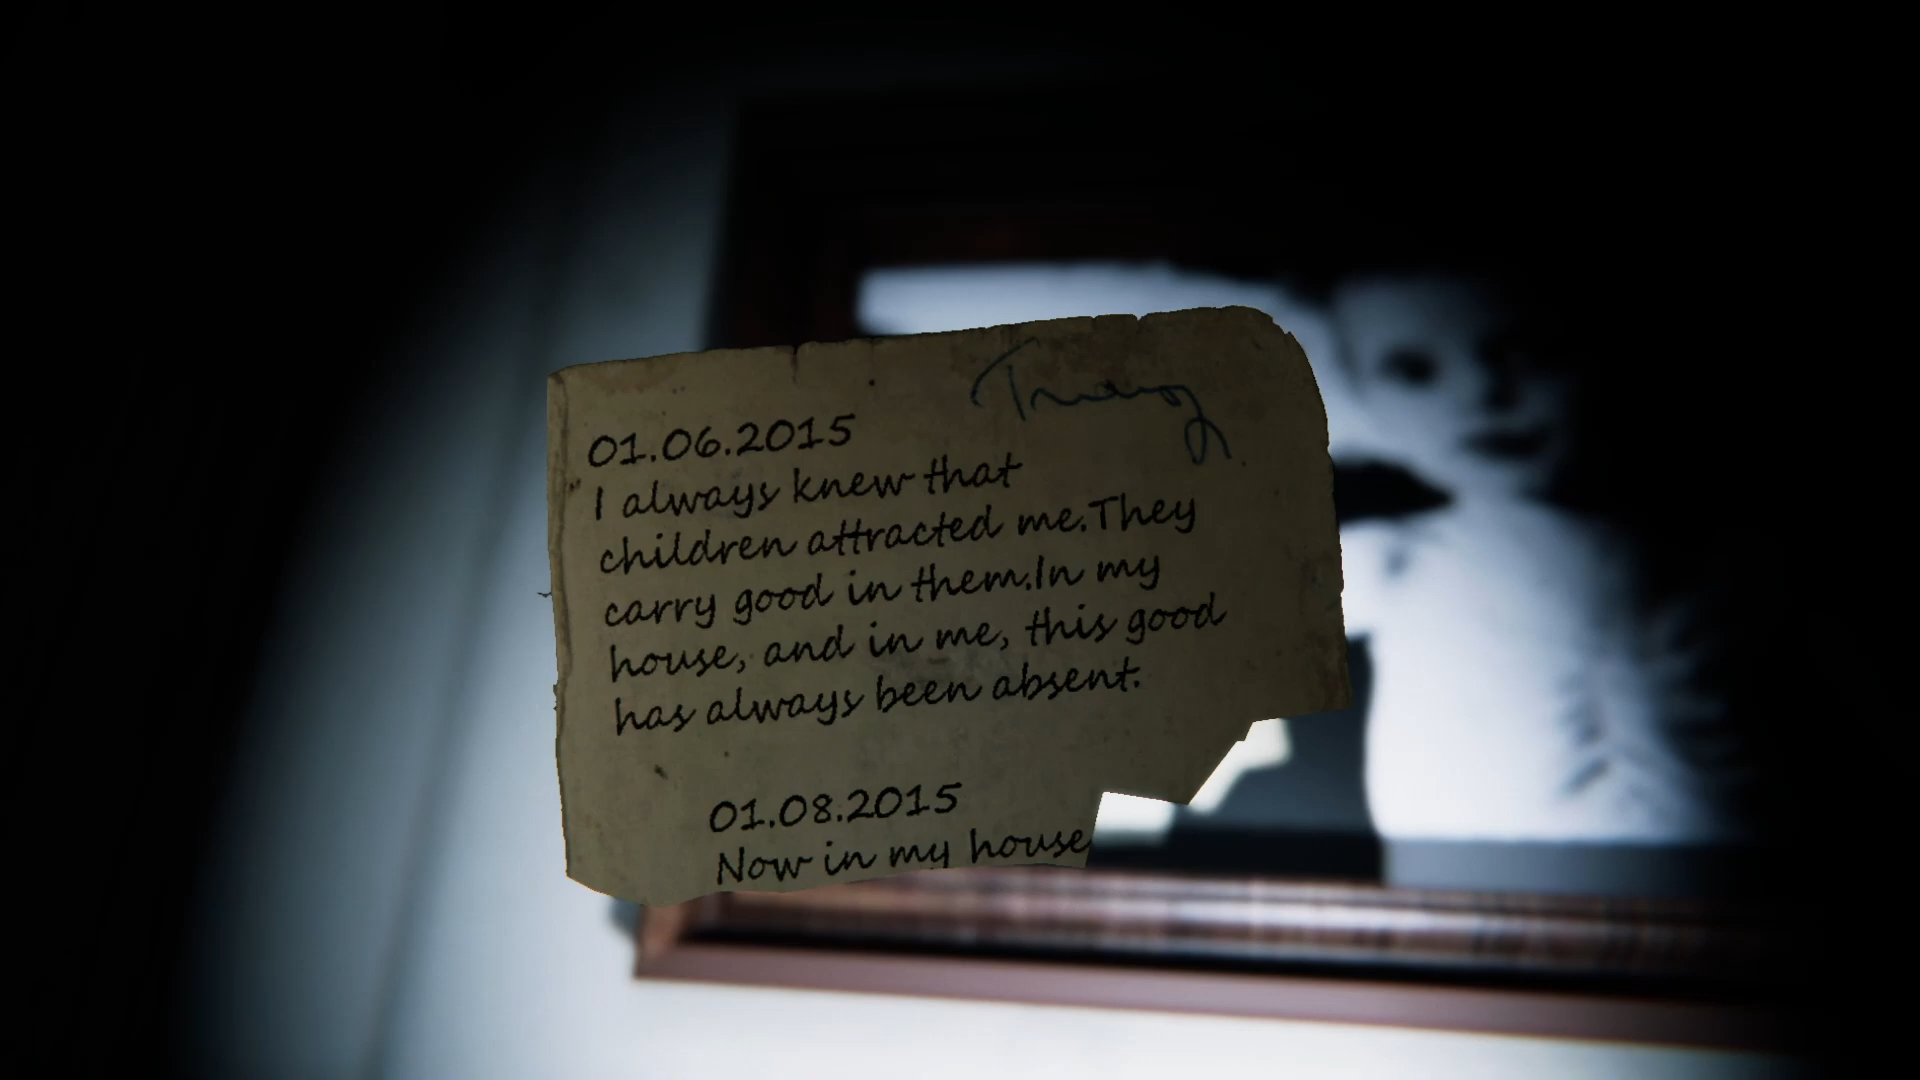 01.06.2015
I always knew that
children attracted me.They
carry good in them.In my
house, and in me, this good
has always been absent.
01.08.2015
Now in my house